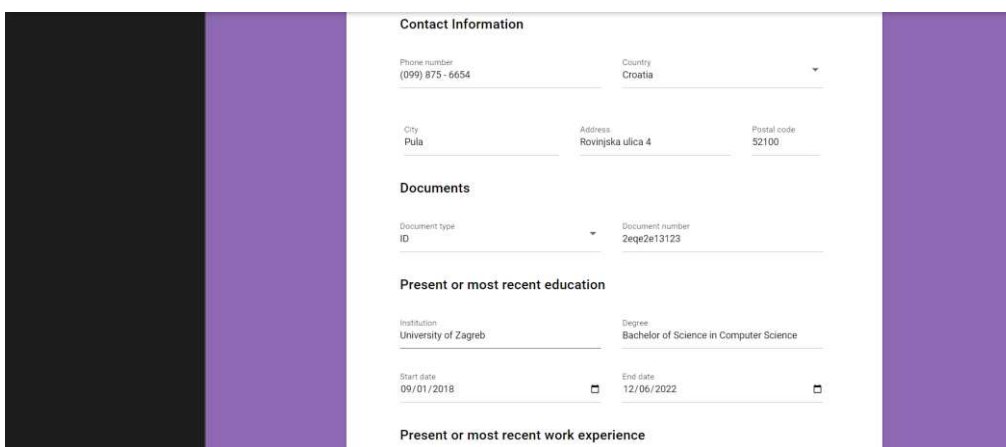 Contact Information
Phone number Country
(099) 875 - 6654 Croatia
City Address Postal code
Pula Rovinjska ulica 4 52100
Documents
Document type Document number
ID 2eqe2e13123
Present or most recent education
Institution Degree
University of Zagreb Bachelor of Science in Computer Science
Start date End date
09/01/2018 12/06/2022
Present or most recent work experience